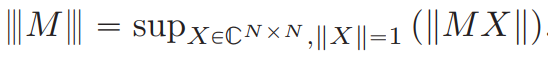 ⦀M⦀ = sup_{X∈ℂ^{N×N},‖X‖=1} (‖MX‖).